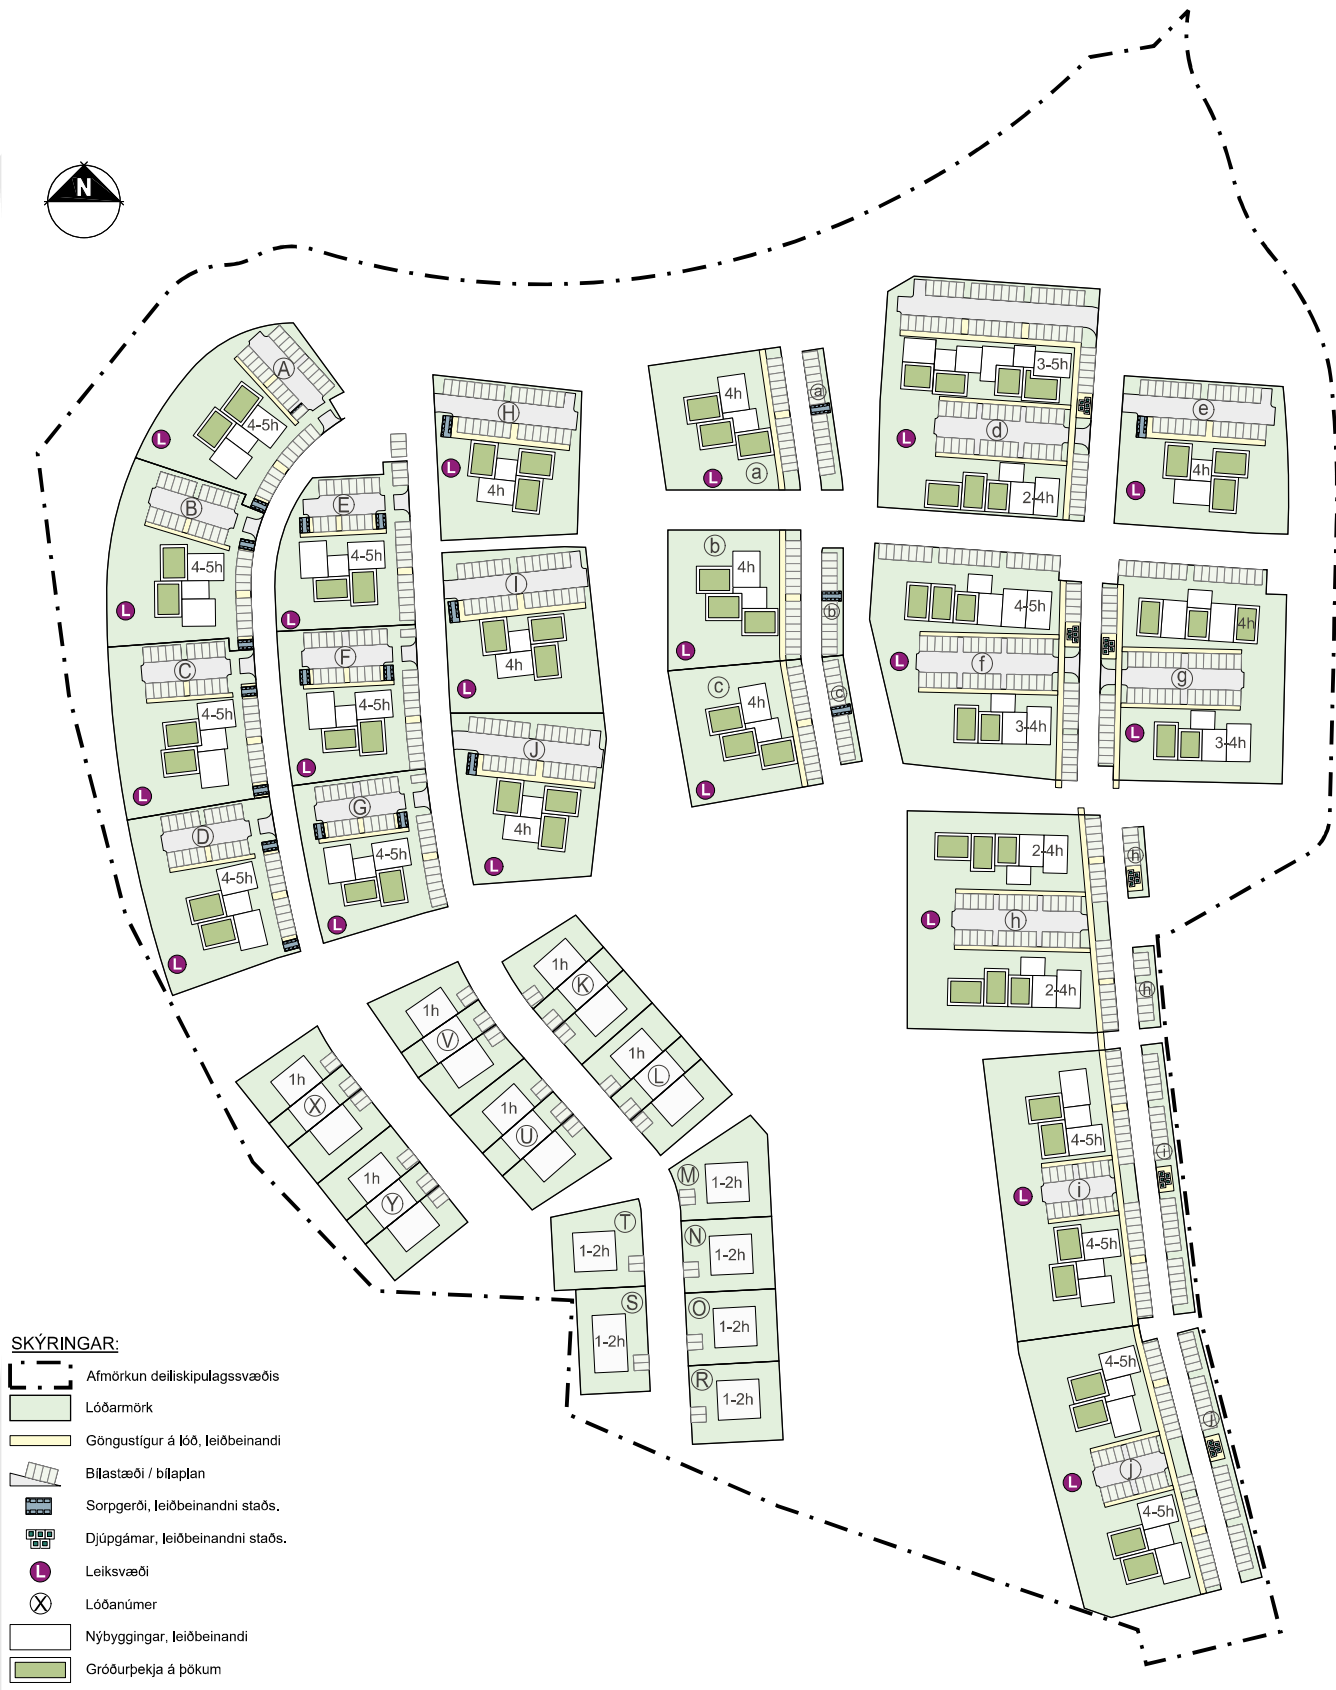 N
A
4-5h
L
B
4-5h
L
C
4-5h
L
D
4-5h
L
E
4-5h
L
F
4-5h
L
G
4-5h
L
H
L
4h
I
4h
L
J
4h
L
a
4h
a
L
b
4h
b
L
c
4h
c
L
3-5h
d
L
2-4h
e
4h
L
4-5h
f
L
3-4h
4h
g
L
3-4h
2-4h
h
h
L
2-4h
h
4-5h
i
i
L
4-5h
4-5h
j
j
L
4-5h
1h
K
1h
L
1h
V
1h
U
1h
X
1h
Y
M
1-2h
N
1-2h
O
1-2h
R
1-2h
T
1-2h
S
1-2h
SKÝRINGAR:
Afmörkun deiliskipulagssvæðis
Lóðarmörk
Göngustígur á lóð, leiðbeinandi
Bílastæði / bílaplan
Sorpgerði, leiðbeinandni staðs.
Djúpgámar, leiðbeinandni staðs.
L Leiksvæði
X Lóðanúmer
Nýbyggingar, leiðbeinandi
Gróðurþekja á þökum